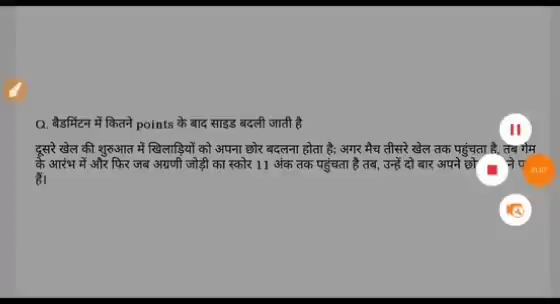 Q. बैडमिंटन में कितने points के बाद साइड बदली जाती है
दूसरे खेल की शुरुआत में खिलाड़ियों को अपना छोर बदलना होता है; अगर मैच तीसरे खेल तक पहुंचता है, तब गेम
के आरंभ में और फिर जब अग्रणी जोड़ी का स्कोर 11 अंक तक पहुंचता है तब, उन्हें दो बार अपने
हैं।